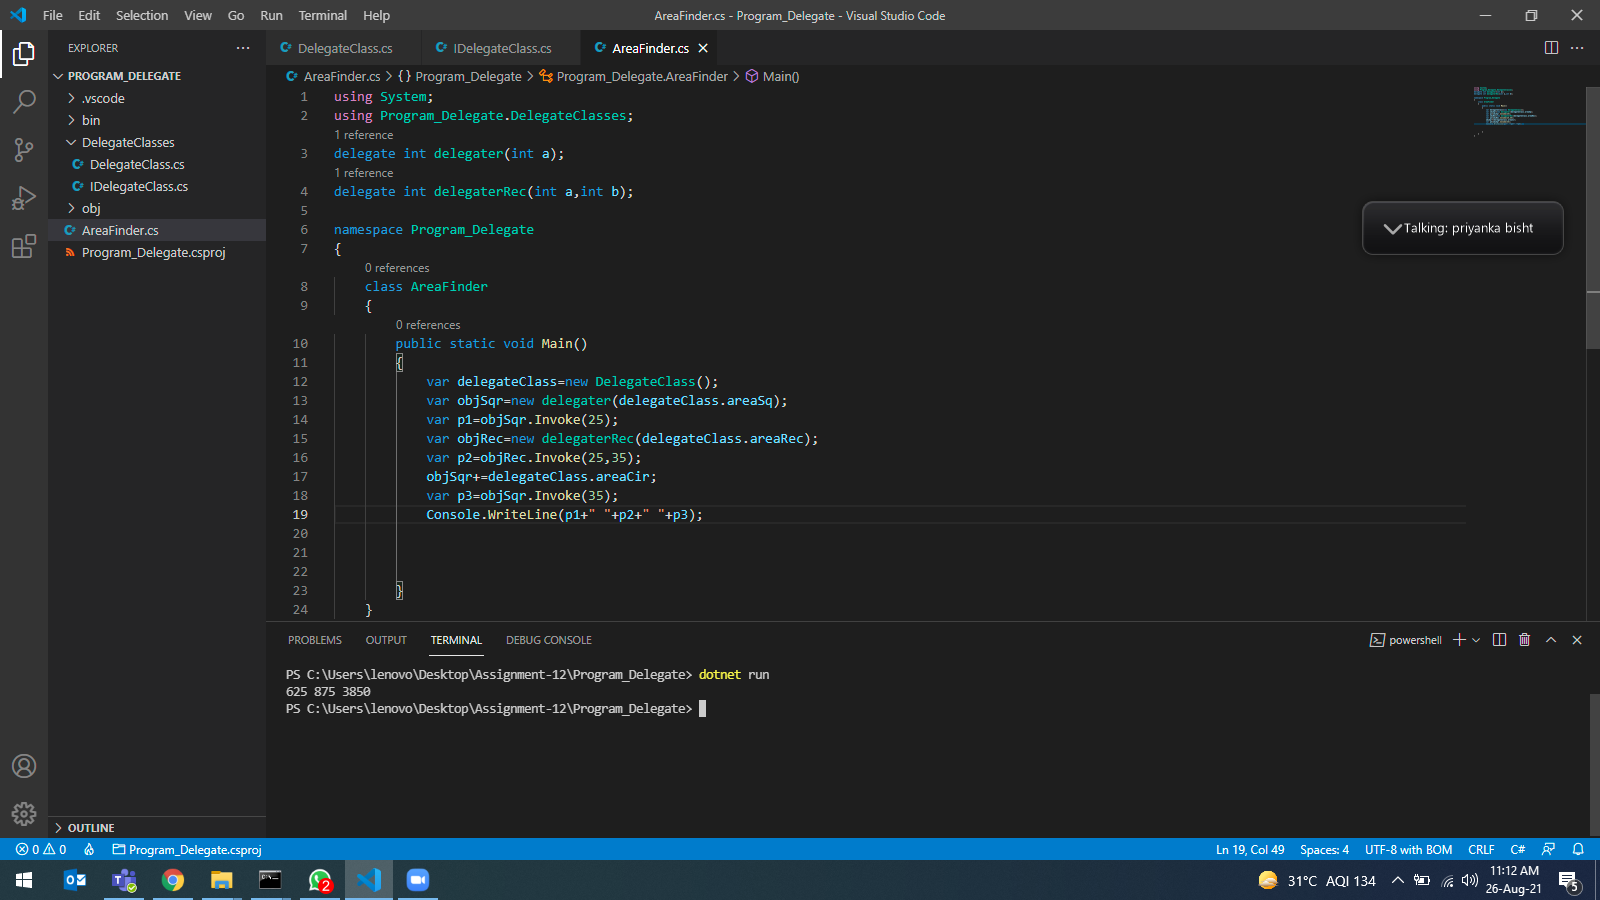 File Edit Selection View Go Run Terminal Help
AreaFinder.cs - Program_Delegate - Visual Studio Code
EXPLORER
PROGRAM_DELEGATE
.vscode
bin
DelegateClasses
DelegateClass.cs
IDelegateClass.cs
obj
AreaFinder.cs
Program_Delegate.csproj
OUTLINE
DelegateClass.cs IDelegateClass.cs AreaFinder.cs
AreaFinder.cs > {} Program_Delegate > Program_Delegate.AreaFinder > Main()
1 using System;
2 using Program_Delegate.DelegateClasses;
1 reference
3 delegate int delegater(int a);
1 reference
4 delegate int delegaterRec(int a,int b);
5
6 namespace Program_Delegate
7 {
0 references
8 class AreaFinder
9 {
0 references
10 public static void Main()
11 {
12 var delegateClass=new DelegateClass();
13 var objSqr=new delegater(delegateClass.areaSq);
14 var p1=objSqr.Invoke(25);
15 var objRec=new delegaterRec(delegateClass.areaRec);
16 var p2=objRec.Invoke(25,35);
17 objSqr+=delegateClass.areaCir;
18 var p3=objSqr.Invoke(35);
19 Console.WriteLine(p1+" "+p2+" "+p3);
20
21
22
23 }
24 }
Talking: priyanka bisht
PROBLEMS OUTPUT TERMINAL DEBUG CONSOLE
powershell
PS C:\Users\lenovo\Desktop\Assignment-12\Program_Delegate> dotnet run
625 875 3850
PS C:\Users\lenovo\Desktop\Assignment-12\Program_Delegate>
0 0 Program_Delegate.csproj
Ln 19, Col 49 Spaces: 4 UTF-8 with BOM CRLF C#
2
31°C AQI 134
11:12 AM
26-Aug-21
5